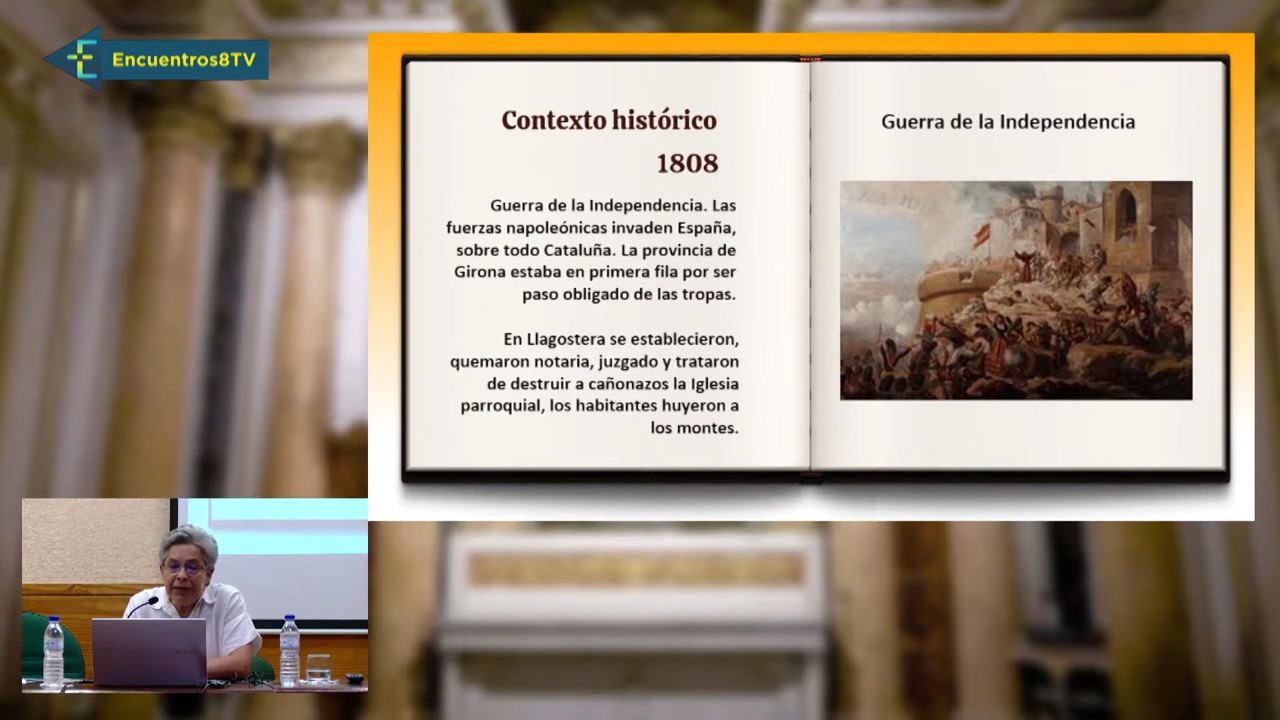 Encuentros8TV
Contexto histórico
1808
Guerra de la Independencia. Las
fuerzas napoleónicas invaden España,
sobre todo Cataluña. La provincia de
Girona estaba en primera fila por ser
paso obligado de las tropas.
En Llagostera se establecieron,
quemaron notaria, juzgado y trataron
de destruir a cañonazos la Iglesia
parroquial, los habitantes huyeron a
los montes.
Guerra de la Independencia